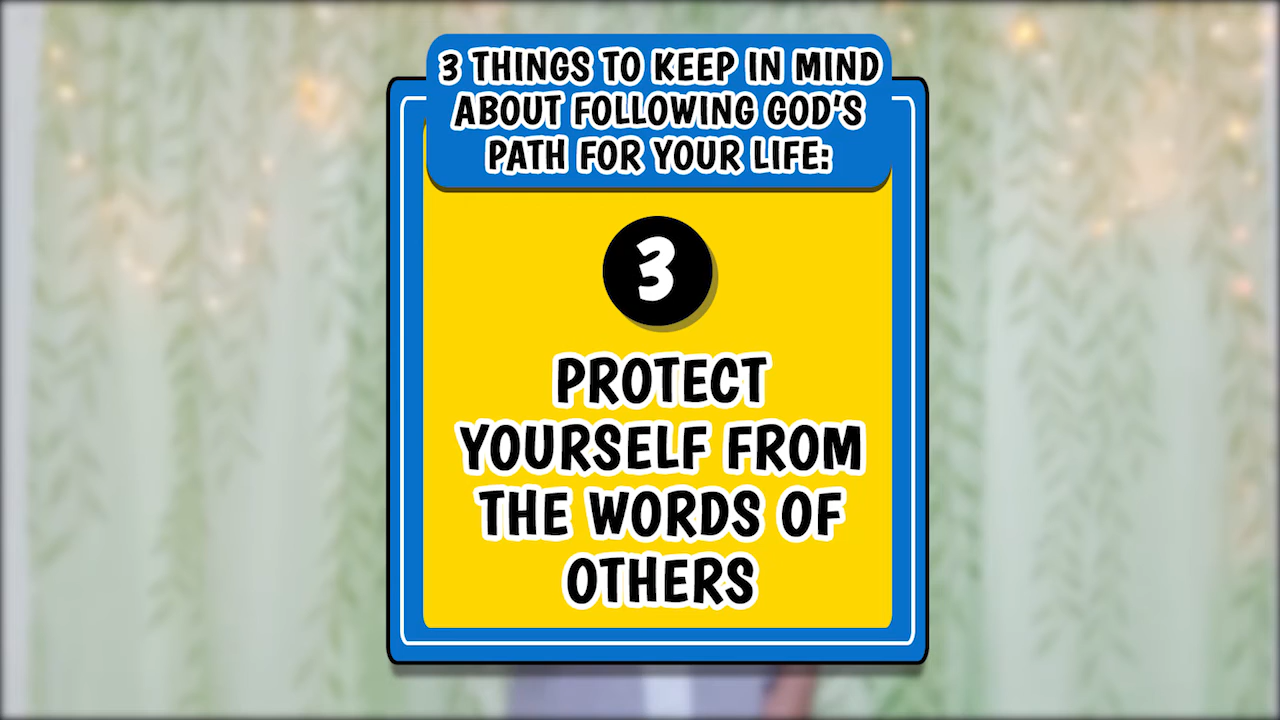 3 THINGS TO KEEP IN MIND
ABOUT FOLLOWING GOD'S
PATH FOR YOUR LIFE:
3
PROTECT
YOURSELF FROM
THE WORDS OF
OTHERS